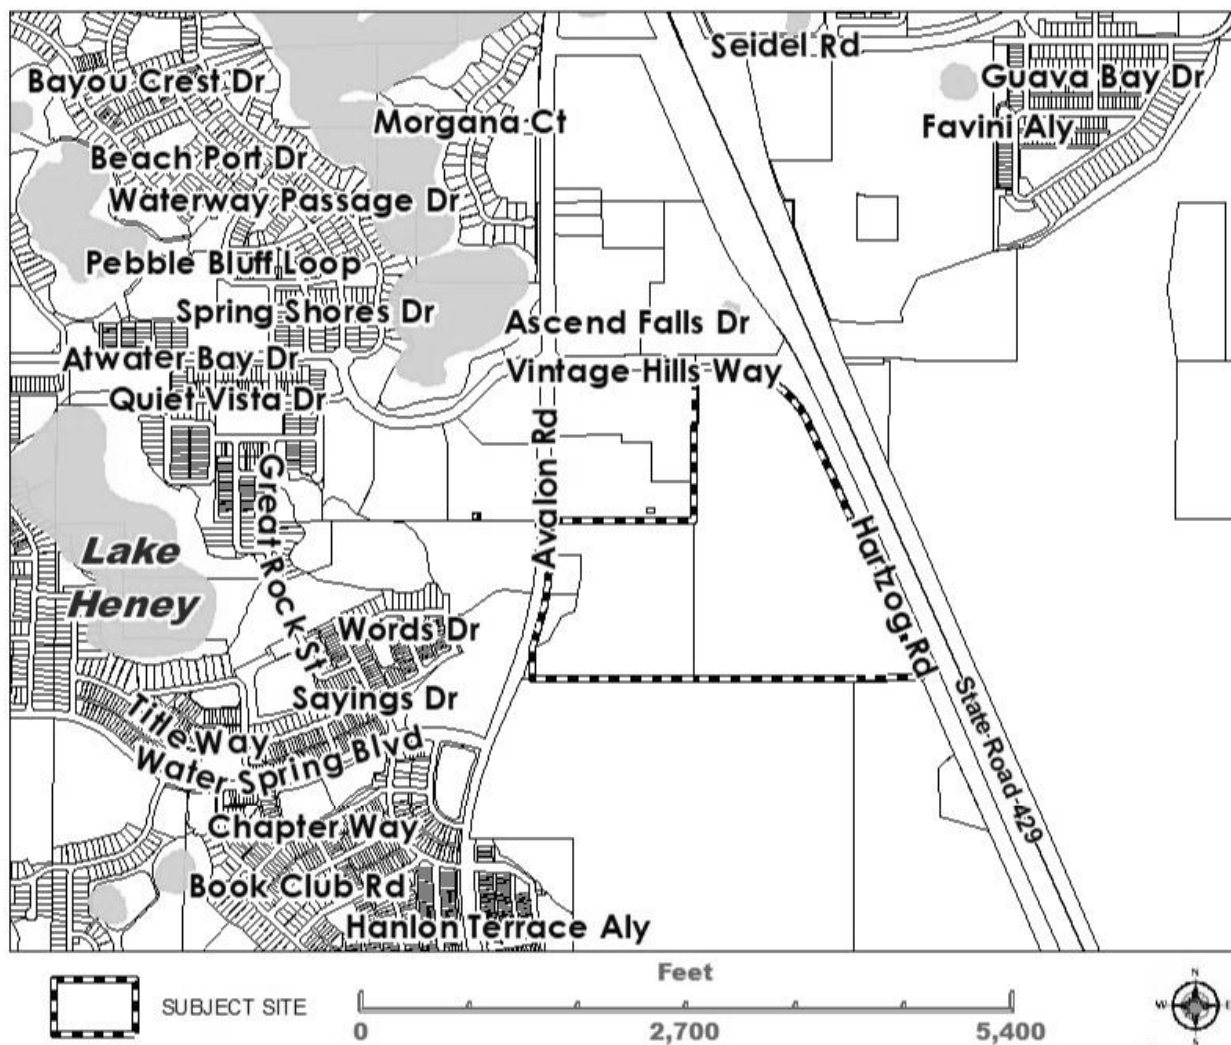 Seidel Rd
Bayou Crest Dr
Guava Bay Dr
Morgana Ct
Favini Aly
Beach Port Dr
Waterway Passage Dr
Pebble Bluff Loop
Spring Shores Dr
Ascend Falls Dr
Atwater Bay Dr
Vintage Hills Way
Quiet Vista Dr
Avalon Rd
Great Rock St
Hartzog Rd
Lake
Heney
Words Dr
Sayings Dr
State Road 429
Title Way
Water Spring Blvd
Chapter Way
Book Club Rd
Hanlon Terrace Aly
SUBJECT SITE
Feet
0 2,700 5,400
N
W E
S